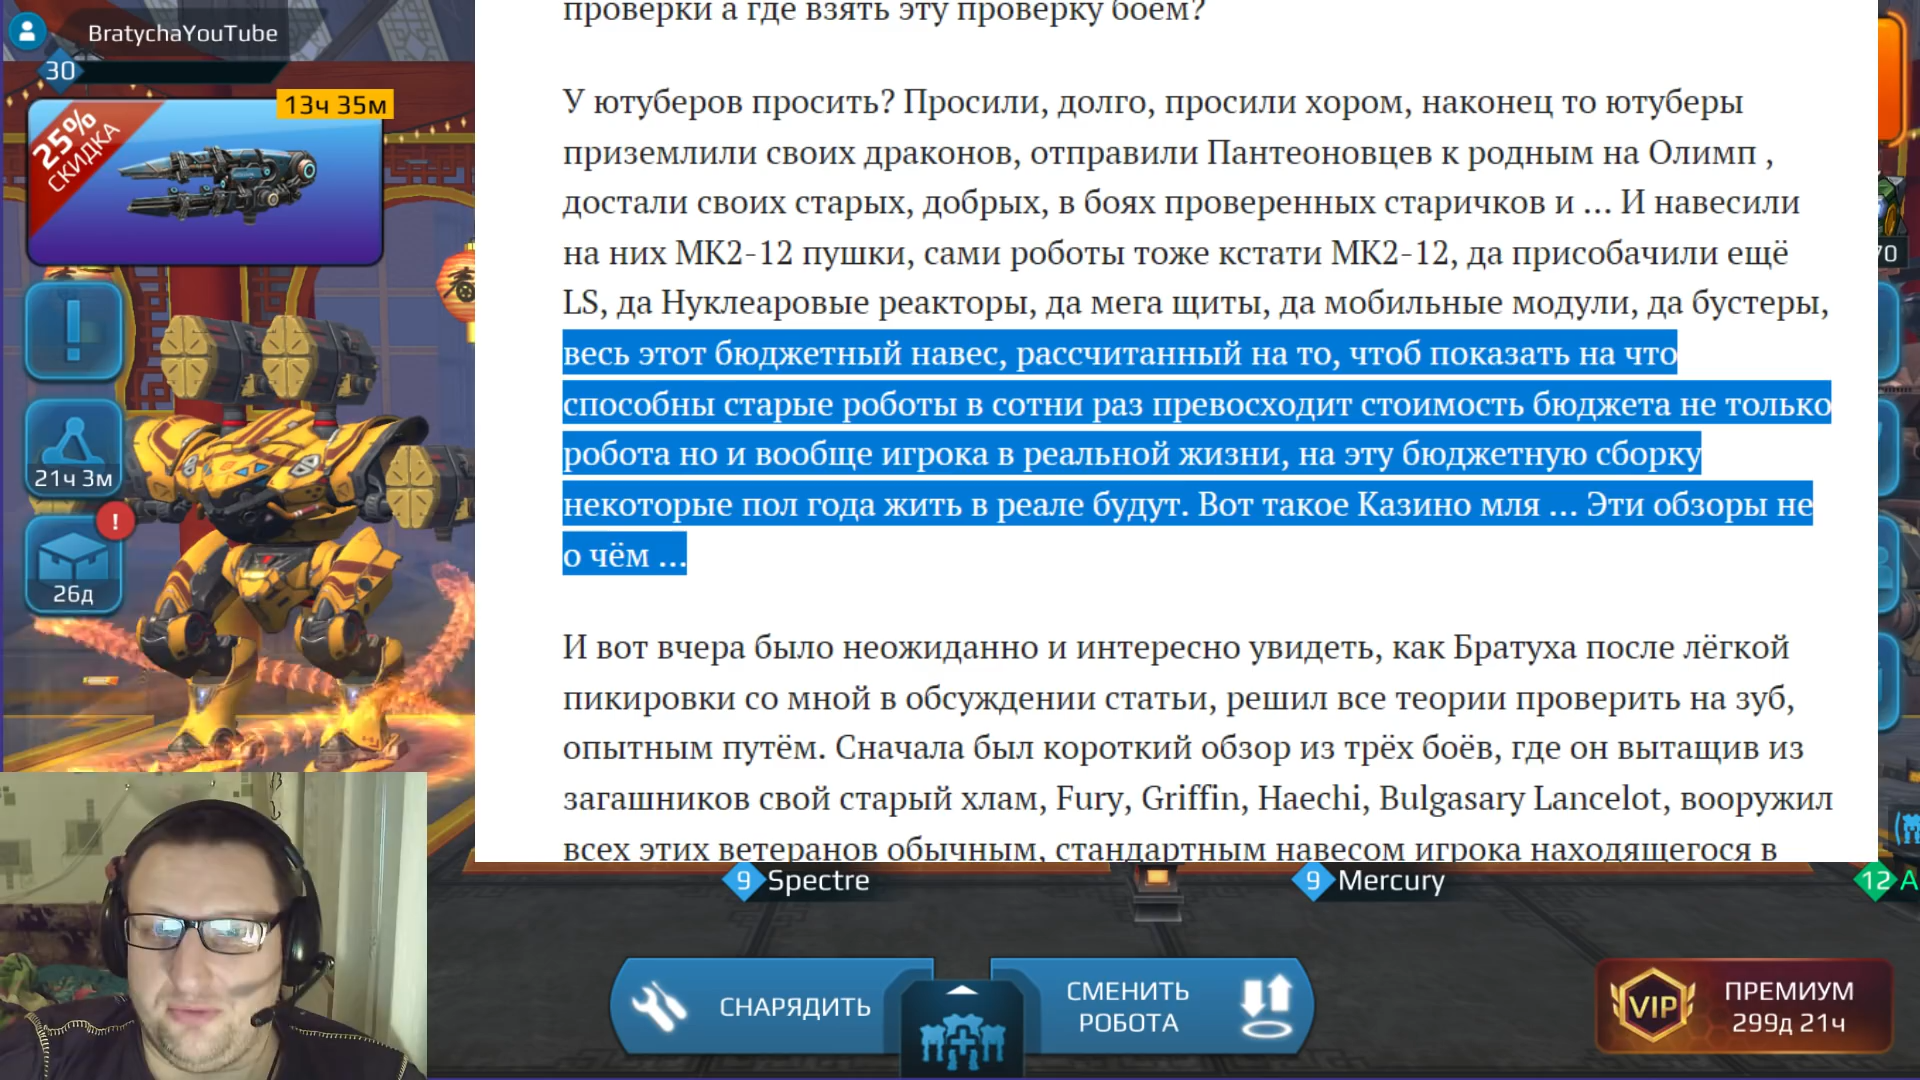 BratychaYouTube
30
13ч 35м
25%
СКИДКА
21ч 3м
!
26д
проверки а где взять эту проверку боем?
У ютуберов просить? Просили, долго, просили хором, наконец то ютуберы
приземлили своих драконов, отправили Пантеоновцев к родным на Олимп ,
достали своих старых, добрых, в боях проверенных старичков и ... И навесили
на них МК2-12 пушки, сами роботы тоже кстати МК2-12, да присобачили ещё
LS, да Нуклеаровые реакторы, да мега щиты, да мобильные модули, да бустеры,
весь этот бюджетный навес, рассчитанный на то, чтоб показать на что
способны старые роботы в сотни раз превосходит стоимость бюджета не только
робота но и вообще игрока в реальной жизни, на эту бюджетную сборку
некоторые пол года жить в реале будут. Вот такое Казино мля ... Эти обзоры не
о чём ...
И вот вчера было неожиданно и интересно увидеть, как Братуха после лёгкой
пикировки со мной в обсуждении статьи, решил все теории проверить на зуб,
опытным путём. Сначала был короткий обзор из трёх боёв, где он вытащив из
загашников свой старый хлам, Fury, Griffin, Haechi, Bulgasary Lancelot, вооружил
всех этих ветеранов обычным, стандартным навесом игрока находящегося в
70
9 Spectre
9 Mercury
12 A
СНАРЯДИТЬ
СМЕНИТЬ
РОБОТА
VIP
ПРЕМИУМ
299д 21ч